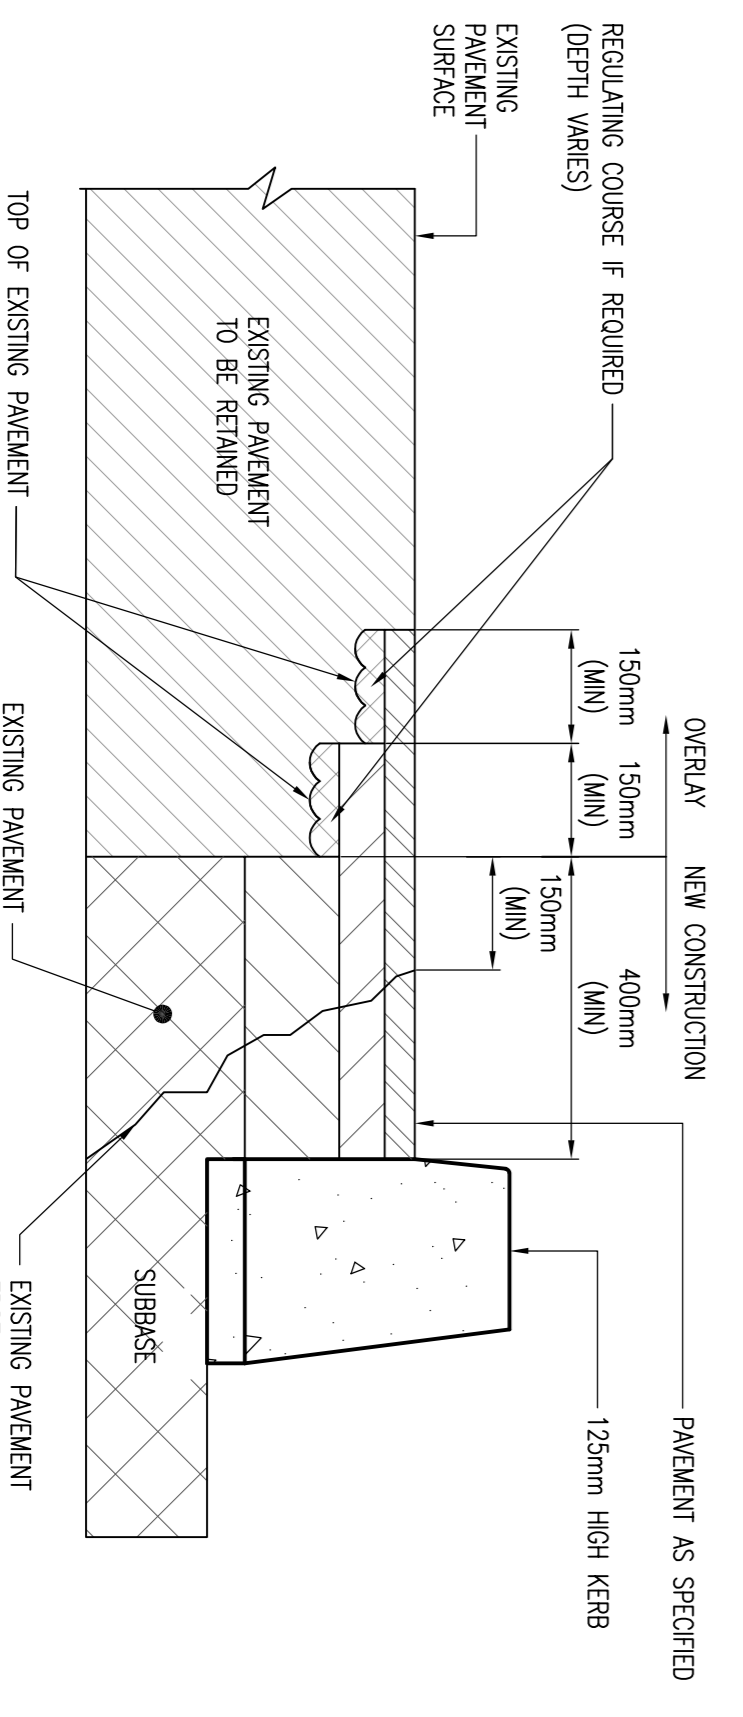 OVERLAY
NEW CONSTRUCTION
PAVEMENT AS SPECIFIED
REGULATING COURSE IF REQUIRED
(DEPTH VARIES)
150mm
(MIN)
150mm
(MIN)
400mm
(MIN)
125mm HIGH KERB
150mm
(MIN)
EXISTING
PAVEMENT
SURFACE
EXISTING PAVEMENT
TO BE RETAINED
SUBBASE
TOP OF EXISTING PAVEMENT
EXISTING PAVEMENT
EXISTING PAVEMENT